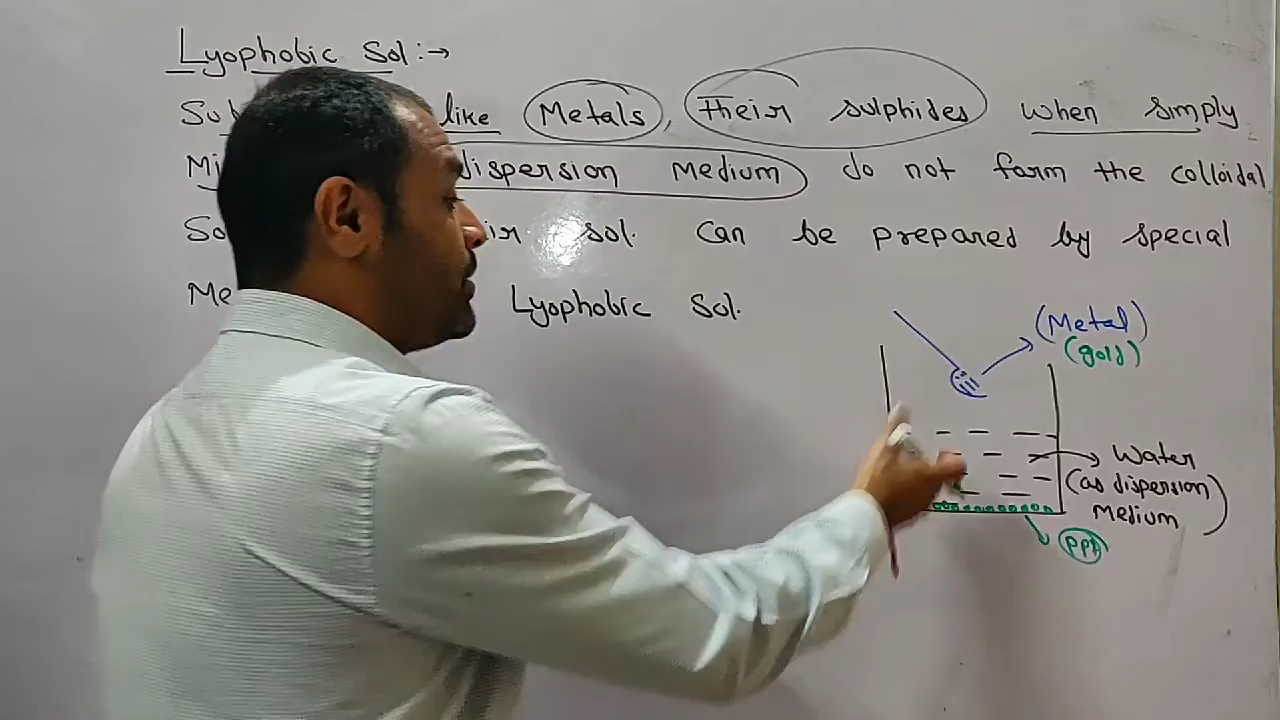 Lyophobic Sol:→
Sub like Metals, Their sulphides when simply
Mi dispersion Medium do not form the colloidal
So ir sol. Can be prepared by special
Me Lyophobic Sol.
(Metal)
(gold)
Water
(as dispersion
Medium)
ppt